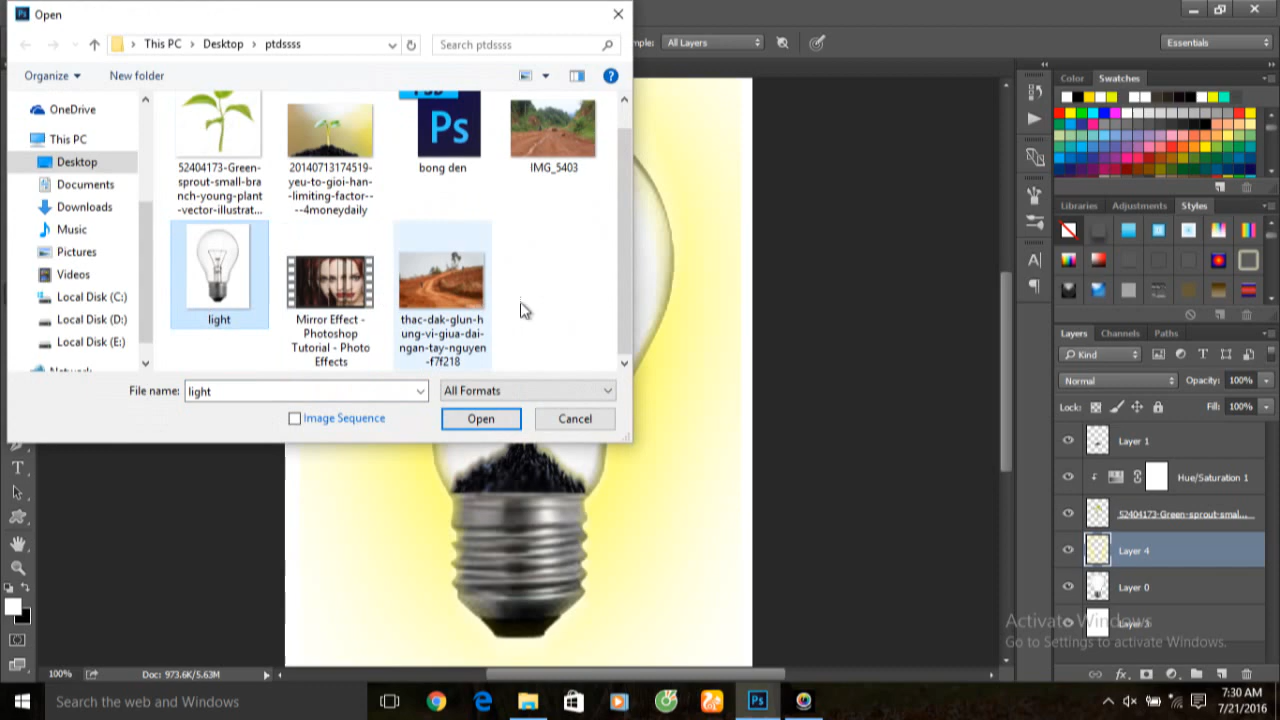 Open
This PC
Desktop
ptdssss
Search ptdssss
All Layers
Essentials
Organize
New folder
OneDrive
This PC
Desktop
Documents
Downloads
Music
Pictures
Videos
Local Disk (C:)
Local Disk (D:)
Local Disk (E:)
Ps
52404173-Green-
sprout-small-bra
nch-young-plant
-vector-illustrat...
20140713174519-
yeu-to-gioi-han-
-limiting-factor--
--4moneydaily
bong den
IMG_5403
light
Mirror Effect -
Photoshop
Tutorial - Photo
Effects
thac-dak-glun-h
ung-vi-giua-dai-
ngan-tay-nguyen
-f7f218
File name:
light
All Formats
Image Sequence
Open
Cancel
Color
Swatches
Libraries
Adjustments
Styles
Layers
Channels
Paths
Kind
Normal
Opacity:
100%
Lock:
Fill:
100%
Layer 1
Hue/Saturation 1
52404173-Green-sprout-smal...
Layer 4
Layer 0
Activate Windows
Go to Settings to activate Windows.
100%
Doc: 973.6K/5.63M
Search the web and Windows
Ps
7:30 AM
7/21/2016